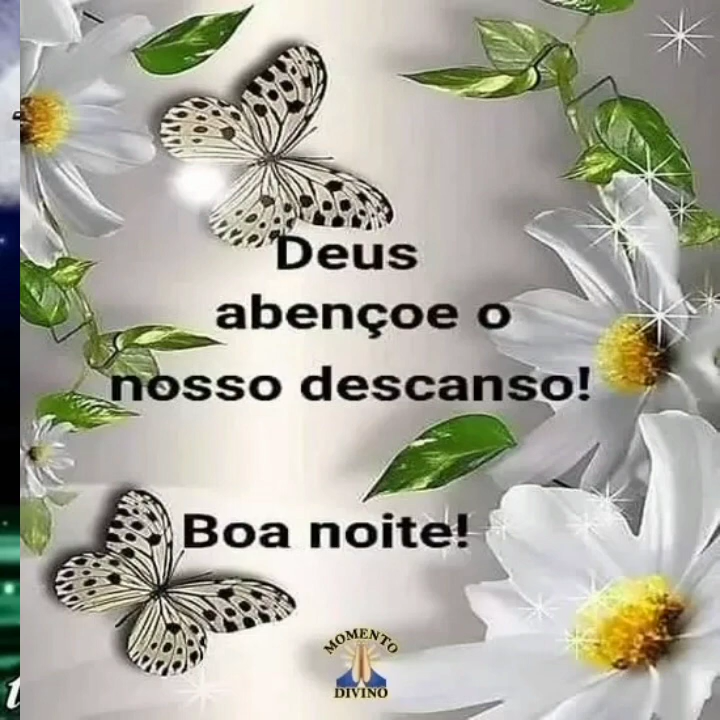 Deus
abençoe o
nosso descanso!
Boa noite!
MOMENTO
DIVINO